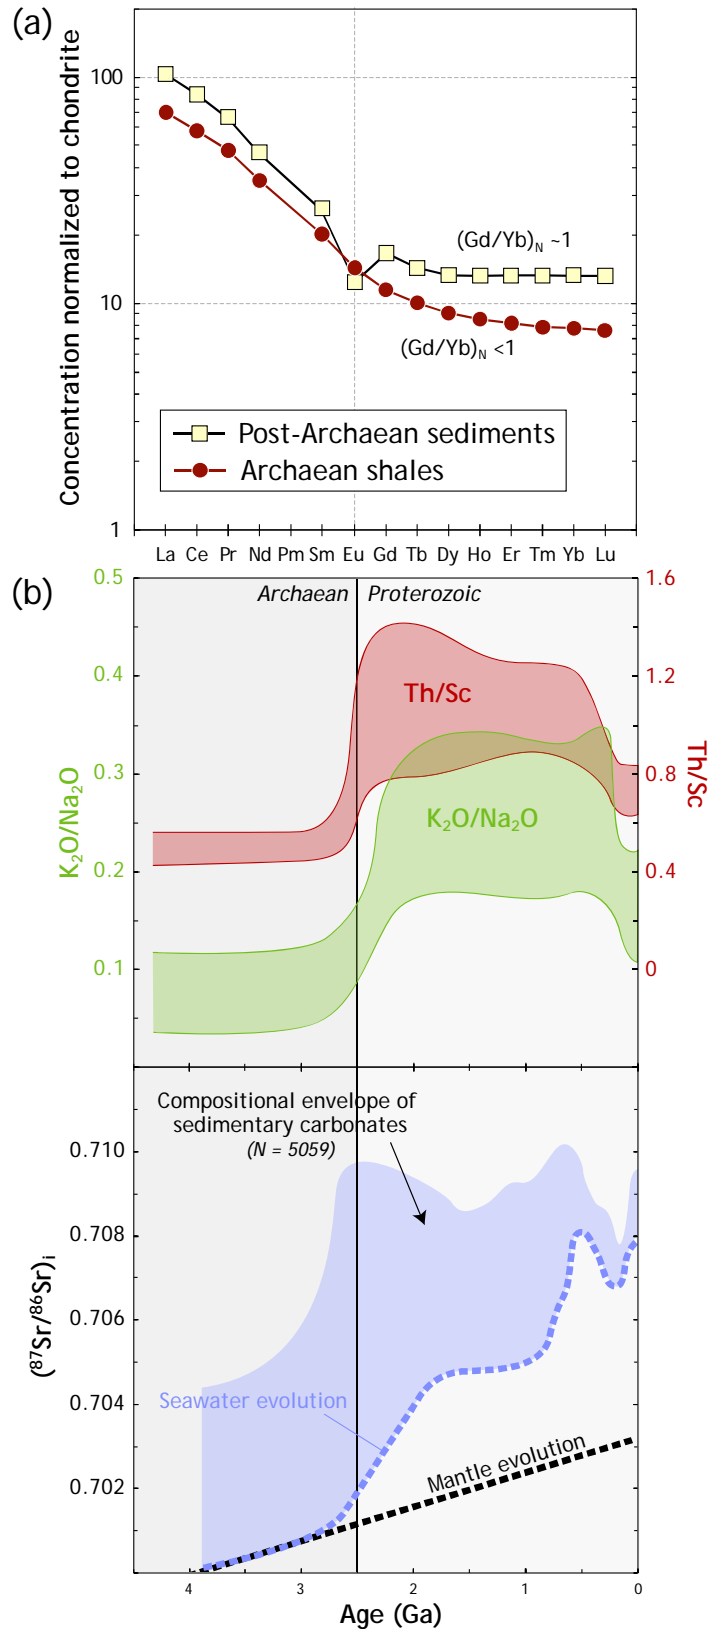 (a)
Concentration normalized to chondrite
100
10
1
(Gd/Yb)N ~1
(Gd/Yb)N <1
Post-Archaean sediments
Archaean shales
La Ce Pr Nd Pm Sm Eu Gd Tb Dy Ho Er Tm Yb Lu
(b)
0.5
0.4
0.3
0.2
0.1
K2O/Na2O
Archaean
Proterozoic
Th/Sc
K2O/Na2O
1.6
1.2
0.8
0.4
0
Th/Sc
Compositional envelope of
sedimentary carbonates
(N = 5059)
0.710
0.708
0.706
0.704
0.702
(87Sr/86Sr)i
Seawater evolution
Mantle evolution
4 3 2 1 0
Age (Ga)